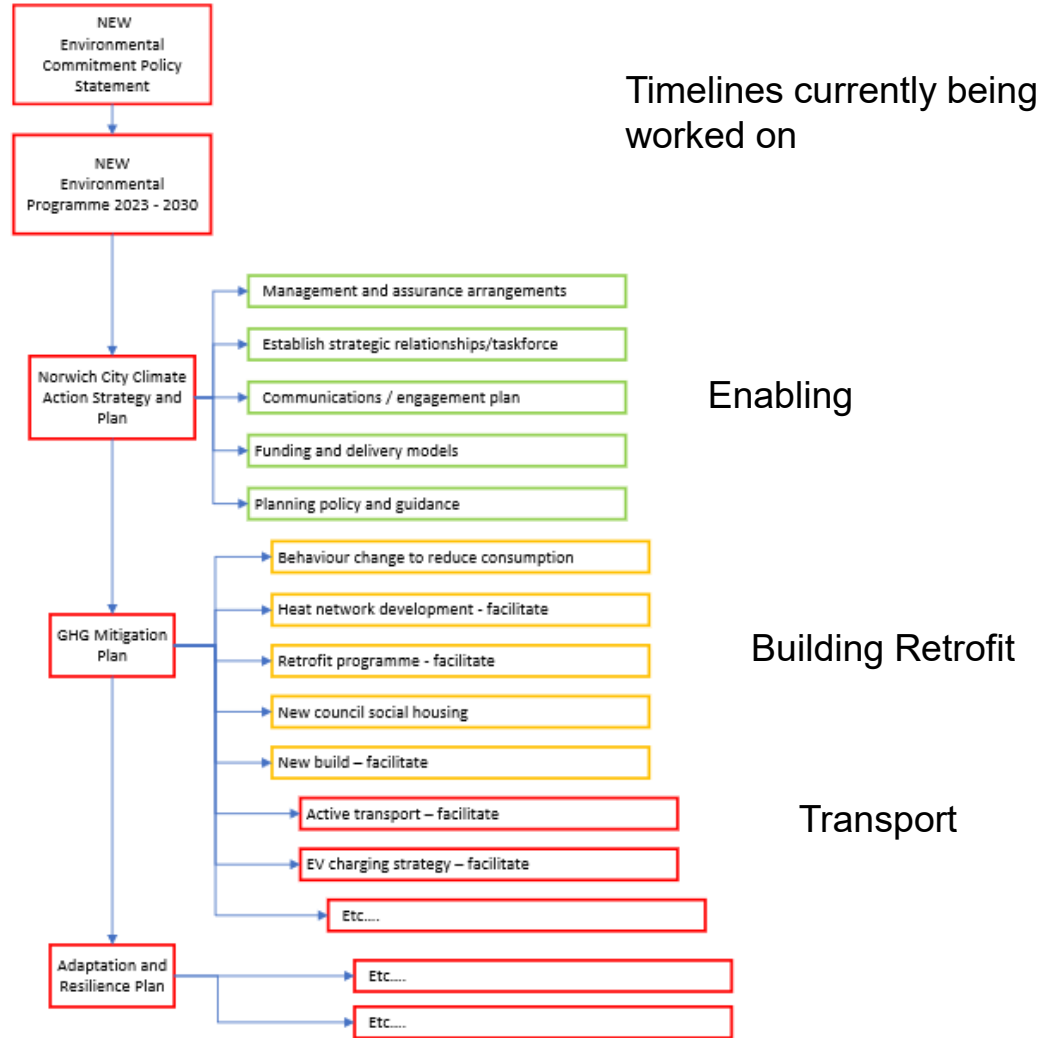 NEW
Environmental
Commitment Policy
Statement
Timelines currently being
worked on
NEW
Environmental
Programme 2023 - 2030
Norwich City Climate
Action Strategy and
Plan
Management and assurance arrangements
Establish strategic relationships/taskforce
Communications / engagement plan
Funding and delivery models
Planning policy and guidance
Enabling
GHG Mitigation
Plan
Behaviour change to reduce consumption
Heat network development - facilitate
Retrofit programme - facilitate
New council social housing
New build – facilitate
Building Retrofit
Active transport – facilitate
EV charging strategy – facilitate
Etc....
Transport
Adaptation and
Resilience Plan
Etc....
Etc....